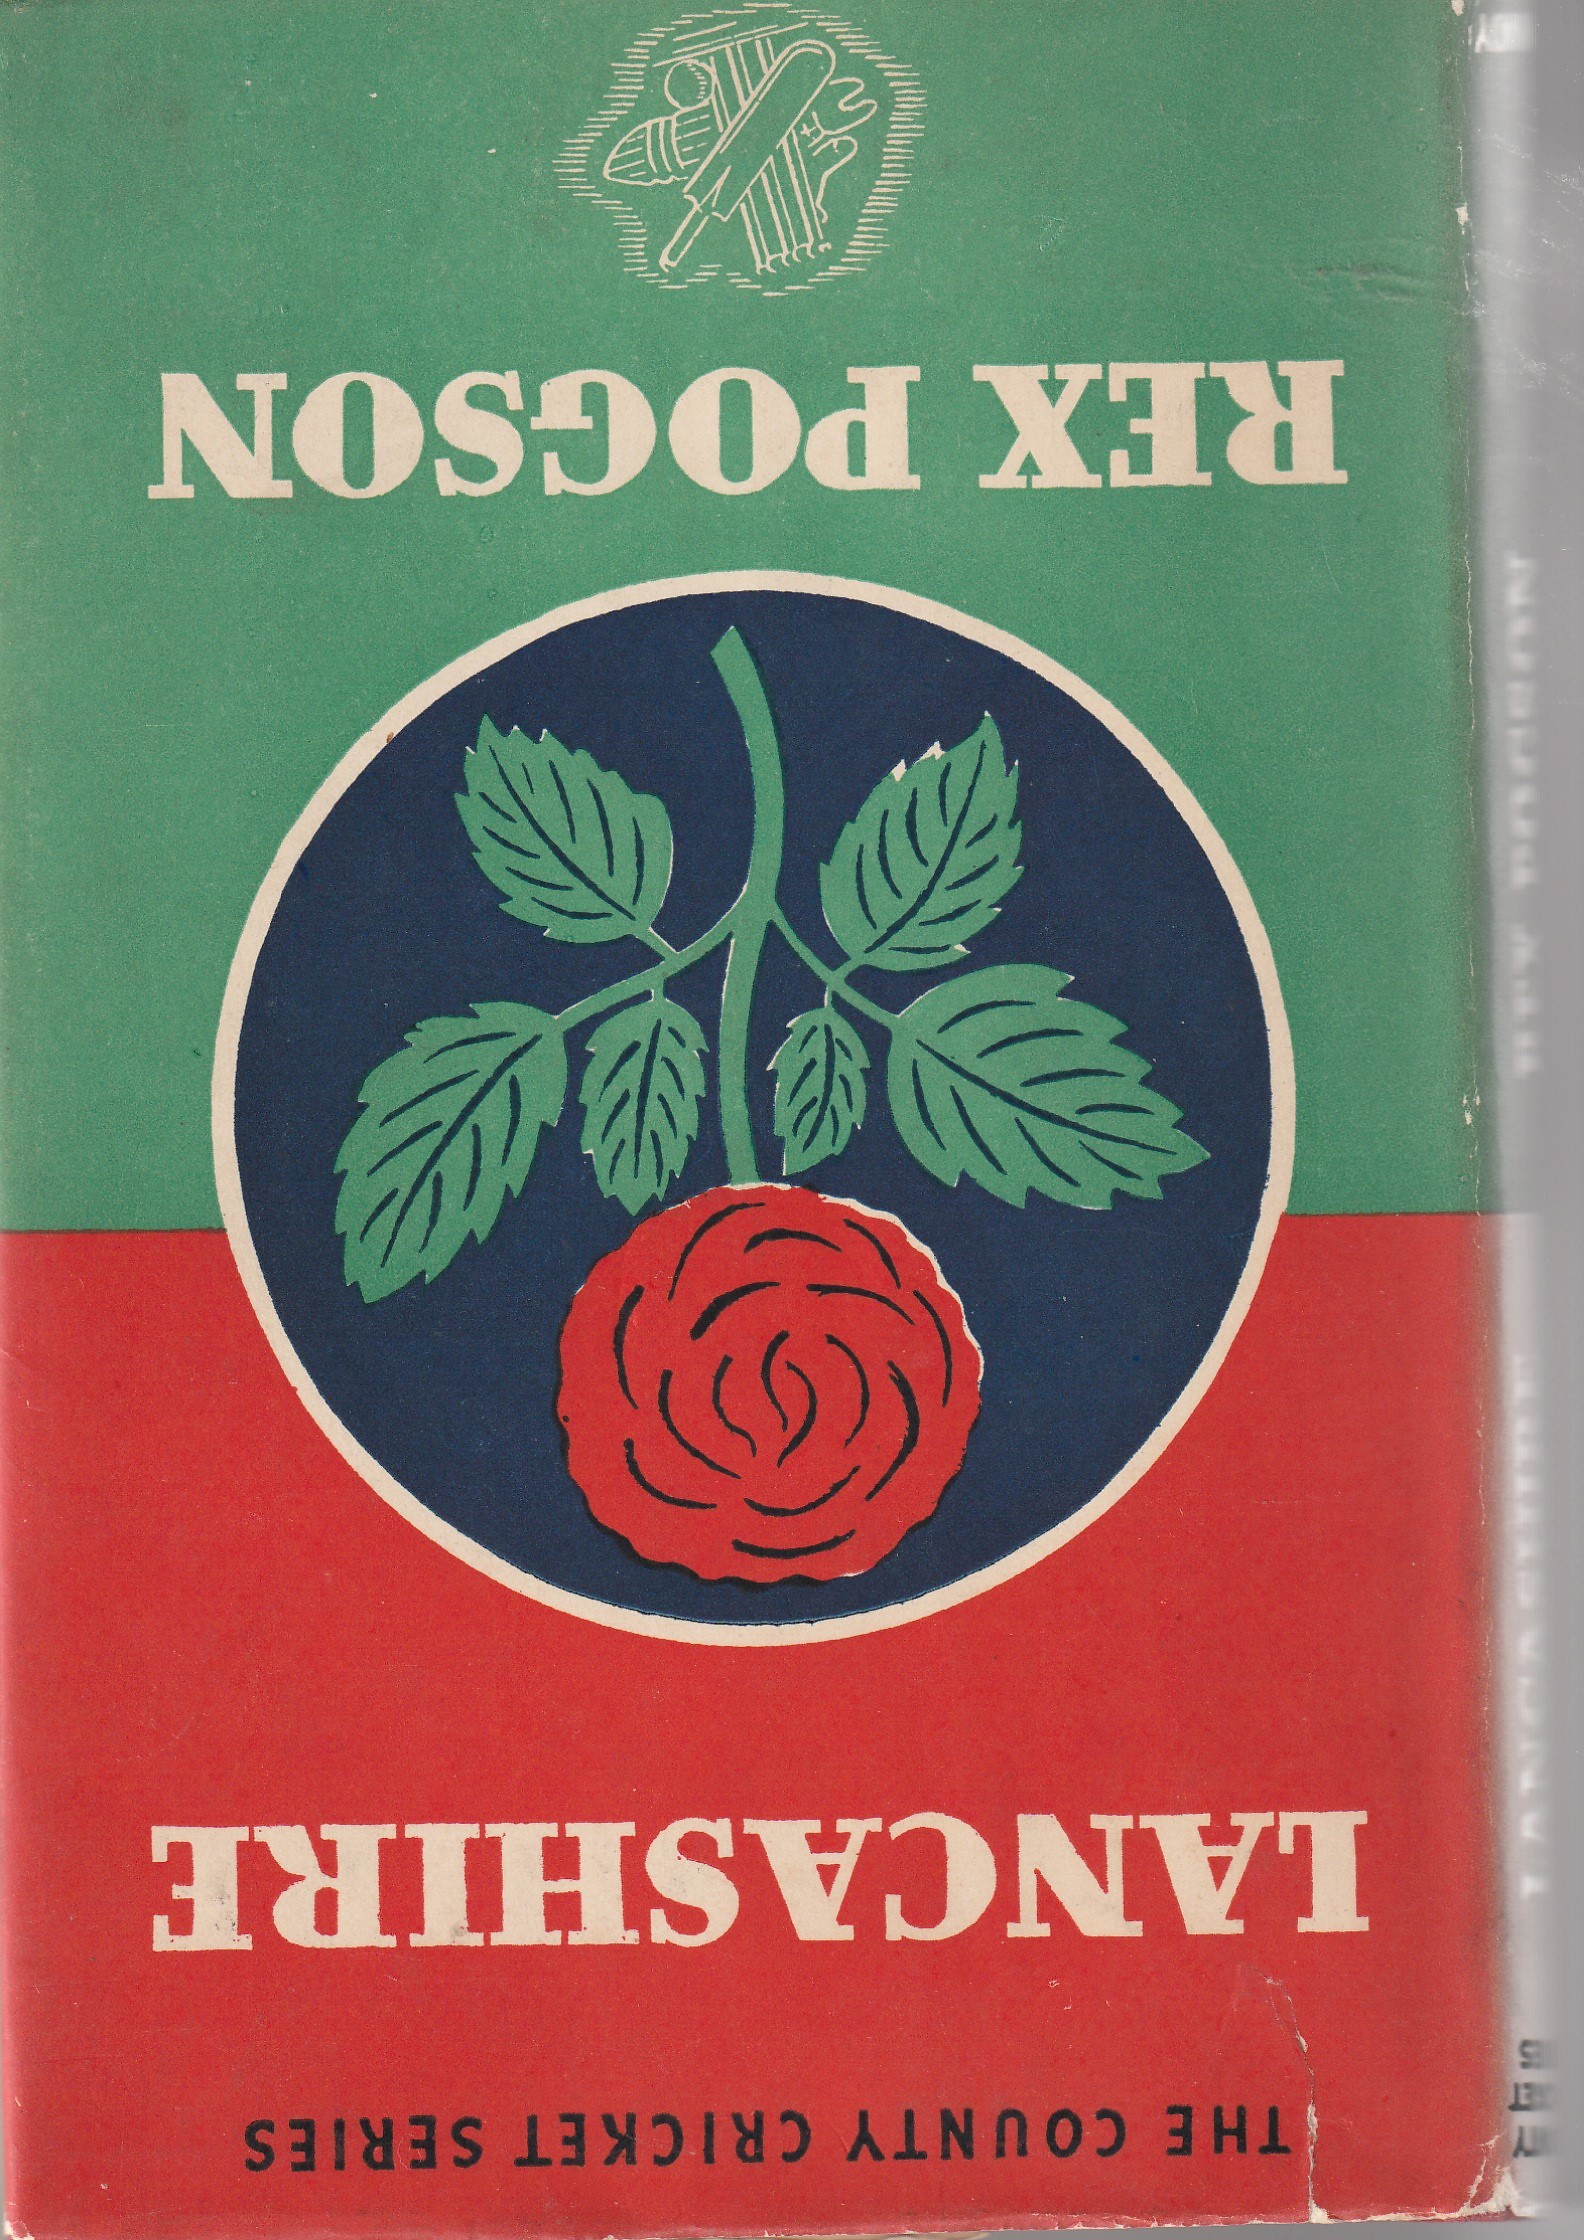 THE COUNTY CRICKET SERIES
LANCASHIRE
REX POGSON